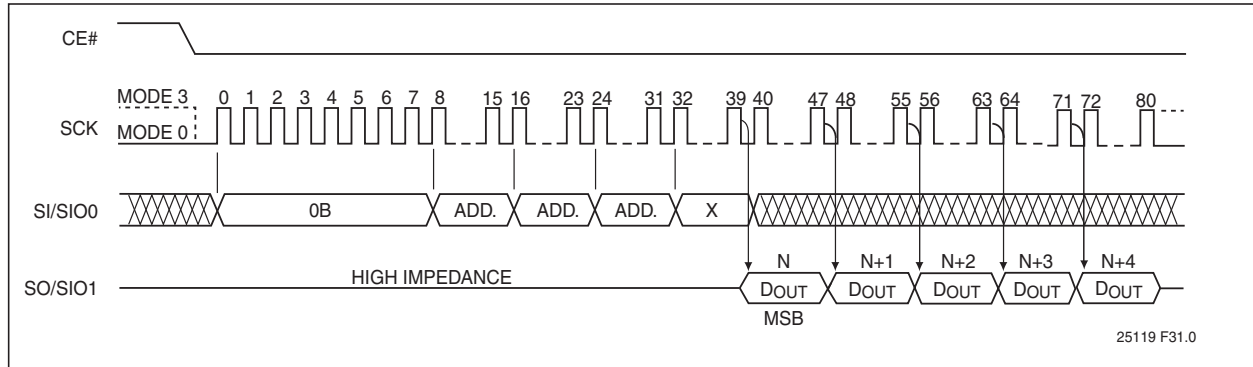 CE#
MODE 3
0 1 2 3 4 5 6 7 8 15 16 23 24 31 32 39 40 47 48 55 56 63 64 71 72 80
SCK
MODE 0
SI/SIO0
0B
ADD.
ADD.
ADD.
X
N N+1 N+2 N+3 N+4
SO/SIO1
HIGH IMPEDANCE
DOUT DOUT DOUT DOUT DOUT
MSB
25119 F31.0